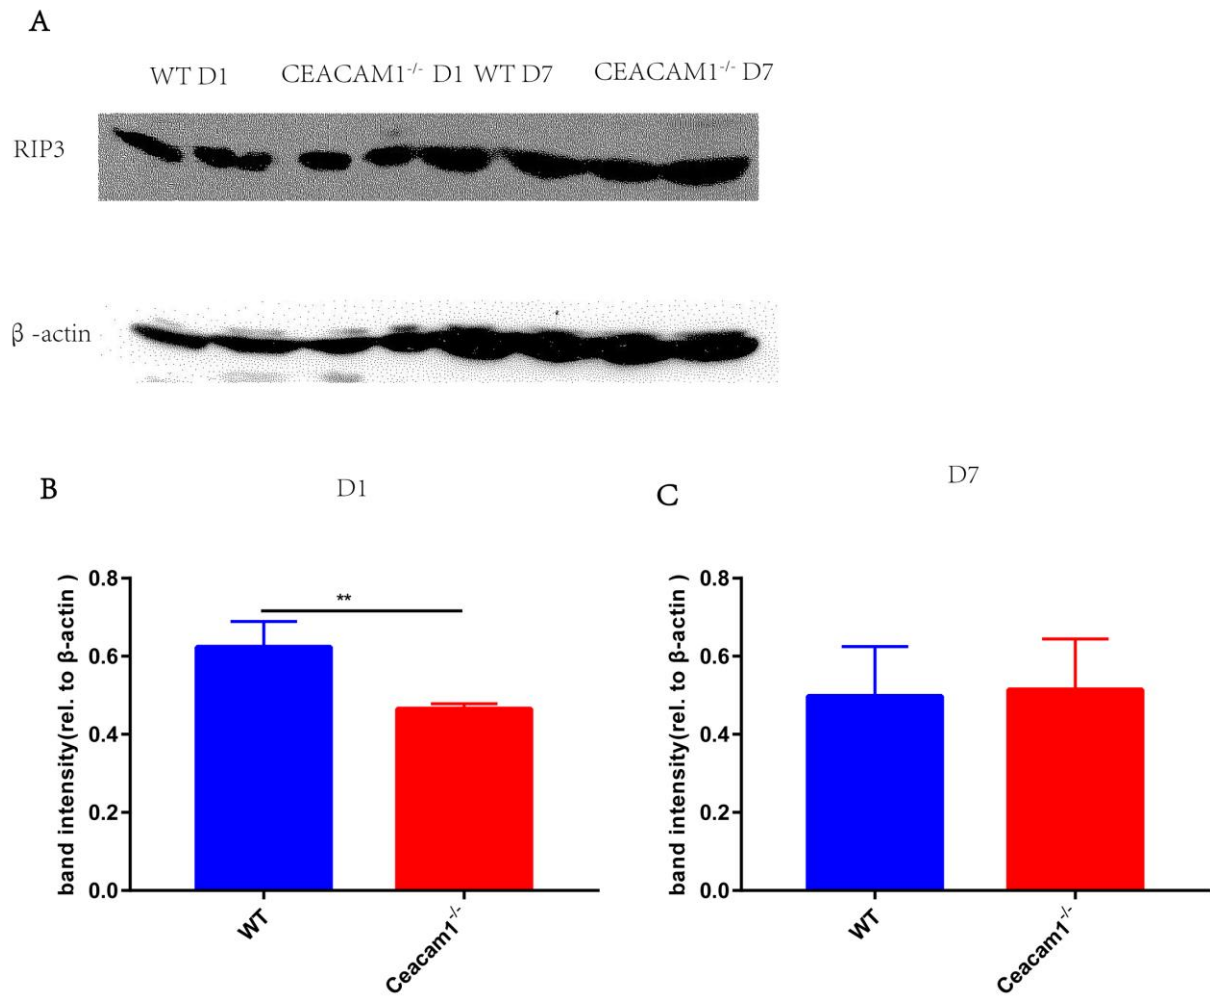 A
WT D1 CEACAM1-/- D1 WT D7 CEACAM1-/- D7
RIP3
β -actin
B D1
C D7
band intensity(rel. to β-actin )
0.8
0.6
0.4
0.2
0.0
**
WT
Ceacam1-/-
band intensity(rel. to β-actin )
0.8
0.6
0.4
0.2
0.0
WT
Ceacam1-/-